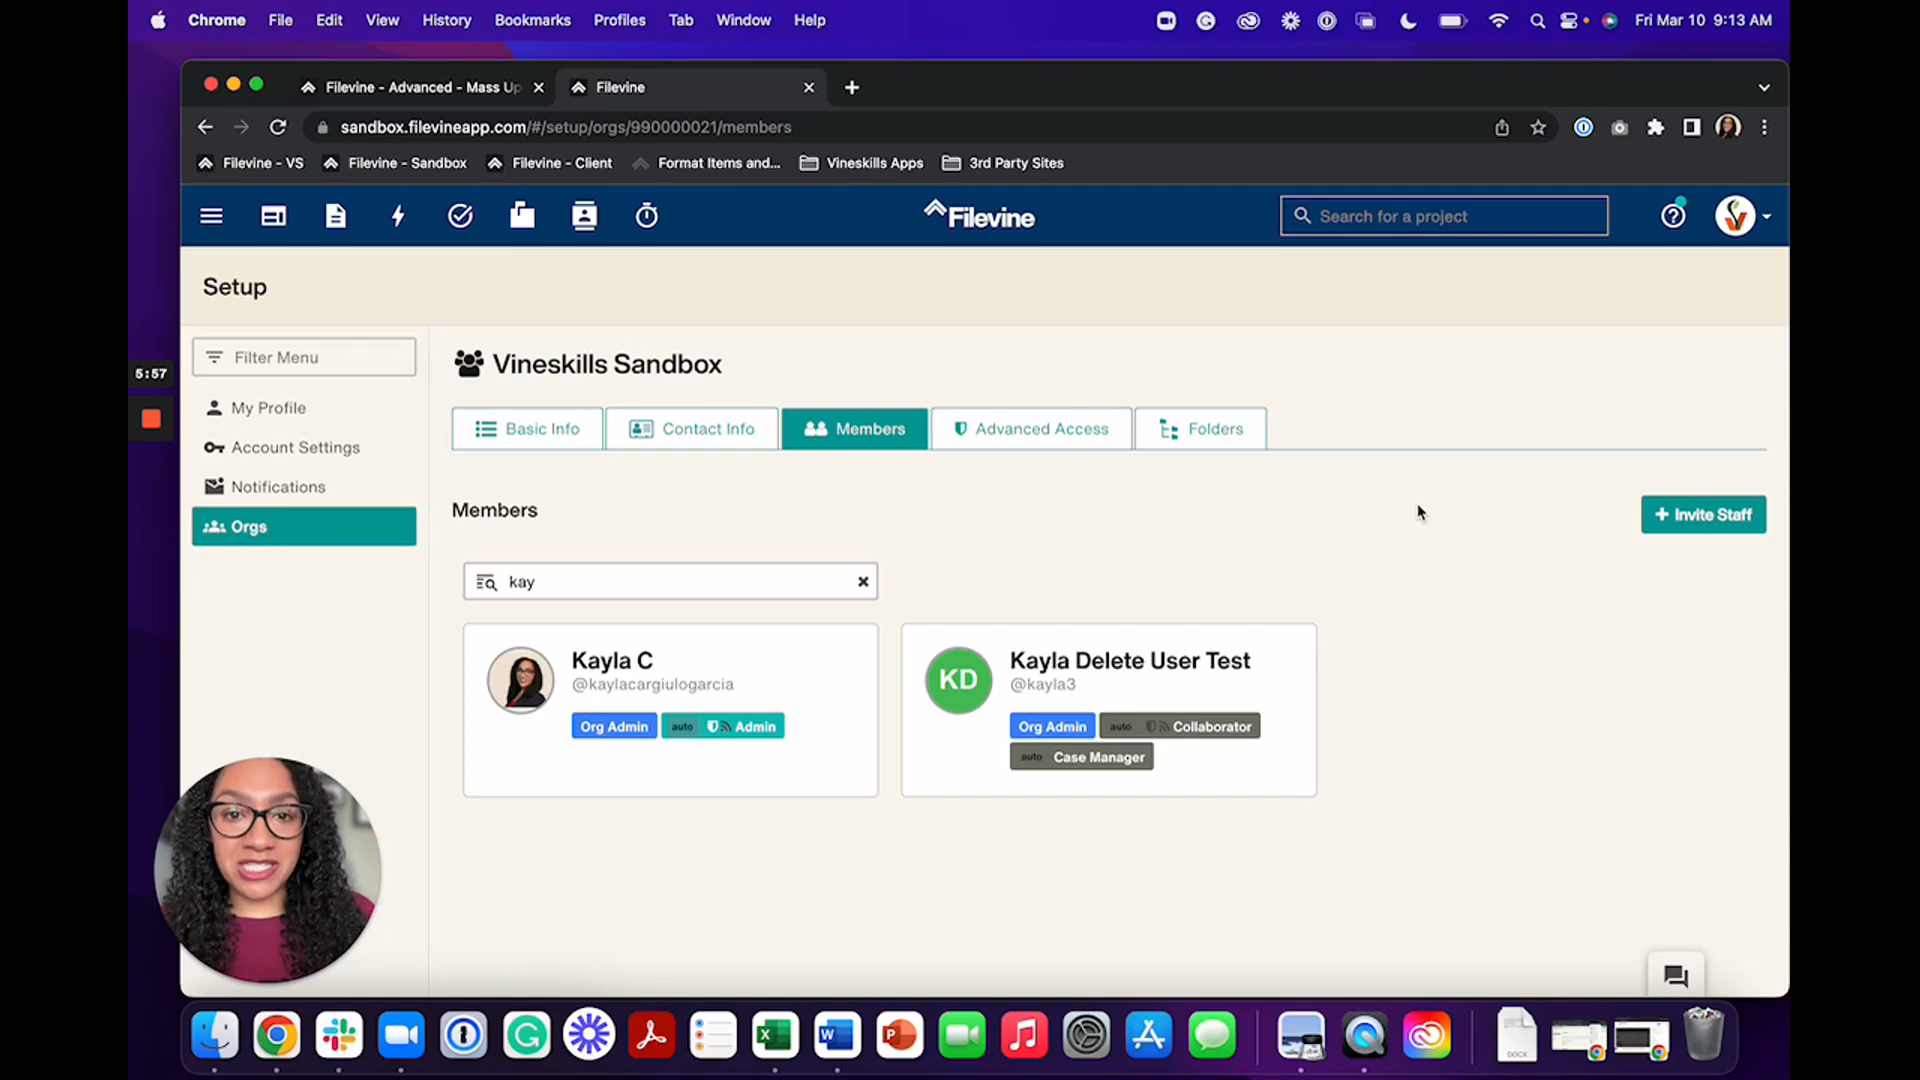 Chrome File Edit View History Bookmarks Profiles Tab Window Help Fri Mar 10 9:13 AM
Filevine - Advanced - Mass Up Filevine
sandbox.filevineapp.com/#/setup/orgs/990000021/members
Filevine - VS Filevine - Sandbox Filevine - Client Format Items and... Vineskills Apps 3rd Party Sites
Filevine Search for a project
Setup
Filter Menu
My Profile
Account Settings
Notifications
Orgs
5:57
Vineskills Sandbox
Basic Info Contact Info Members Advanced Access Folders
Members
+ Invite Staff
kay
Kayla C
@kaylacargiulogarcia
Org Admin auto Admin
KD
Kayla Delete User Test
@kayla3
Org Admin auto Collaborator
auto Case Manager
DOCX